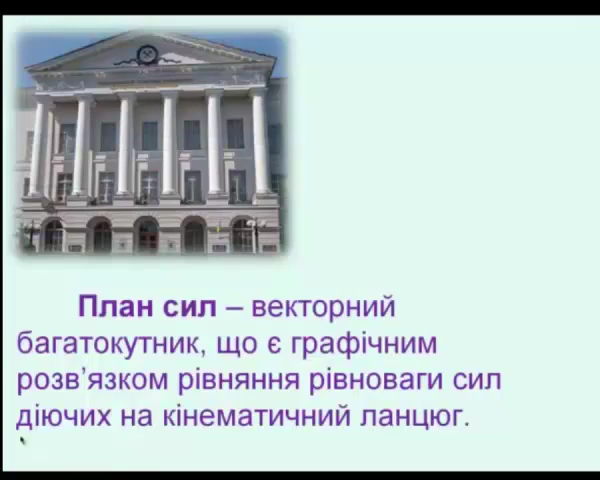 План сил – векторний
багатокутник, що є графічним
розв’язком рівняння рівноваги сил
діючих на кінематичний ланцюг.